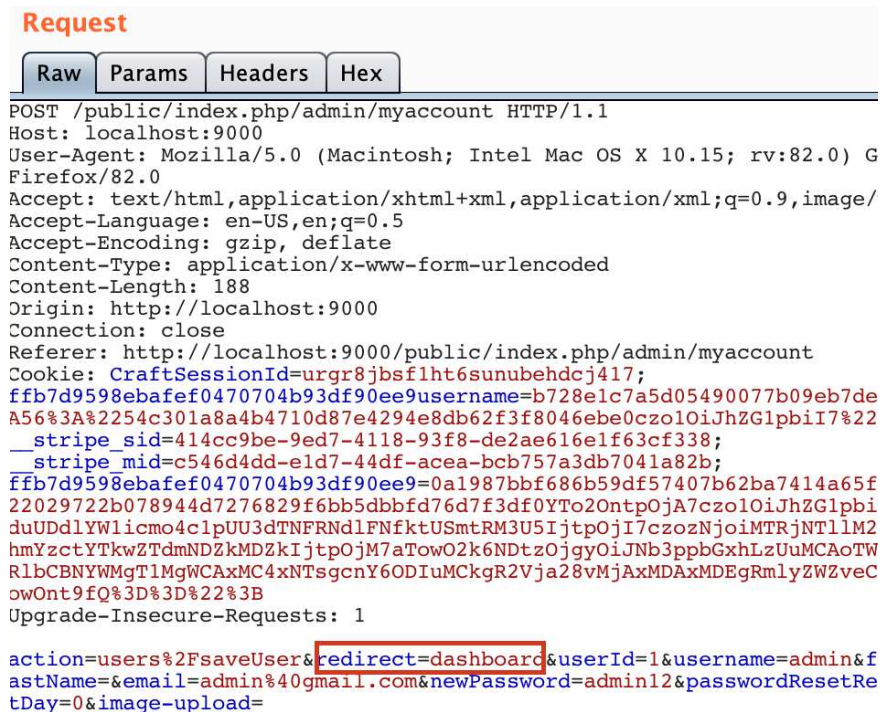 Request
Raw Params Headers Hex
POST /public/index.php/admin/myaccount HTTP/1.1
Host: localhost:9000
User-Agent: Mozilla/5.0 (Macintosh; Intel Mac OS X 10.15; rv:82.0) G
Firefox/82.0
Accept: text/html,application/xhtml+xml,application/xml;q=0.9,image/
Accept-Language: en-US,en;q=0.5
Accept-Encoding: gzip, deflate
Content-Type: application/x-www-form-urlencoded
Content-Length: 188
Origin: http://localhost:9000
Connection: close
Referer: http://localhost:9000/public/index.php/admin/myaccount
Cookie: CraftSessionId=urgr8jbsf1ht6sunubehdcj417;
ffb7d9598ebafef0470704b93df90ee9username=b728e1c7a5d05490077b09eb7de
A56%3A%2254c301a8a4b4710d87e4294e8db62f3f8046ebe0czo1OiJhZG1pbiI7%22
__stripe_sid=414cc9be-9ed7-4118-93f8-de2ae616e1f63cf338;
__stripe_mid=c546d4dd-e1d7-44df-acea-bcb757a3db7041a82b;
ffb7d9598ebafef0470704b93df90ee9=0a1987bbf686b59df57407b62ba7414a65f
22029722b078944d7276829f6bb5dbbfd76d7f3df0YTo2OntpOjA7czo1OiJhZG1pbi
duUDdlYW1icmo4c1pUU3dTNFRNdlFNfktUSmtRM3U5IjtpOjI7czozNjoiMTRjNTllM2
hmYzctYTkwZTdmNDZkMDZkIjtpOjM7aTowO2k6NDtzOjgyOiJNb3ppbGxhLzUuMCAoTW
RlbCBNYWMgT1MgWCAxMC4xNTsgcnY6ODIuMCkgR2Vja28vMjAxMDAxMDEgRmlyZWZveC
owOnt9fQ%3D%3D%22%3B
Upgrade-Insecure-Requests: 1
action=users%2FsaveUser&redirect=dashboard&userId=1&username=admin&f
astName=&email=admin%40gmail.com&newPassword=admin12&passwordResetRe
tDay=0&image-upload=